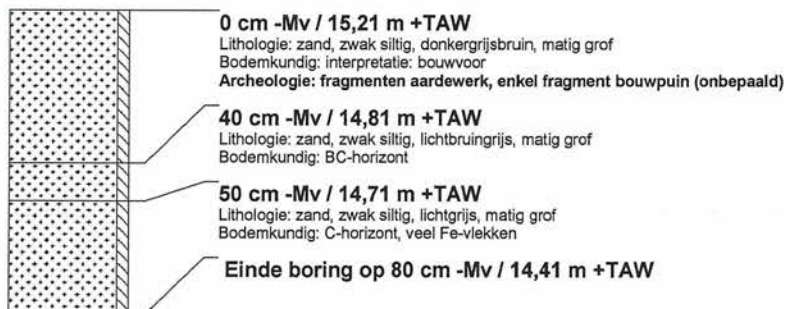 0 cm -Mv / 15,21 m +TAW
Lithologie: zand, zwak siltig, donkergrijsbruin, matig grof
Bodemkundig: interpretatie: bouwvoor
Archeologie: fragmenten aardewerk, enkel fragment bouwpuin (onbepaald)
40 cm -Mv / 14,81 m +TAW
Lithologie: zand, zwak siltig, lichtbruingrijs, matig grof
Bodemkundig: BC-horizont
50 cm -Mv / 14,71 m +TAW
Lithologie: zand, zwak siltig, lichtgrijs, matig grof
Bodemkundig: C-horizont, veel Fe-vlekken
Einde boring op 80 cm -Mv / 14,41 m +TAW